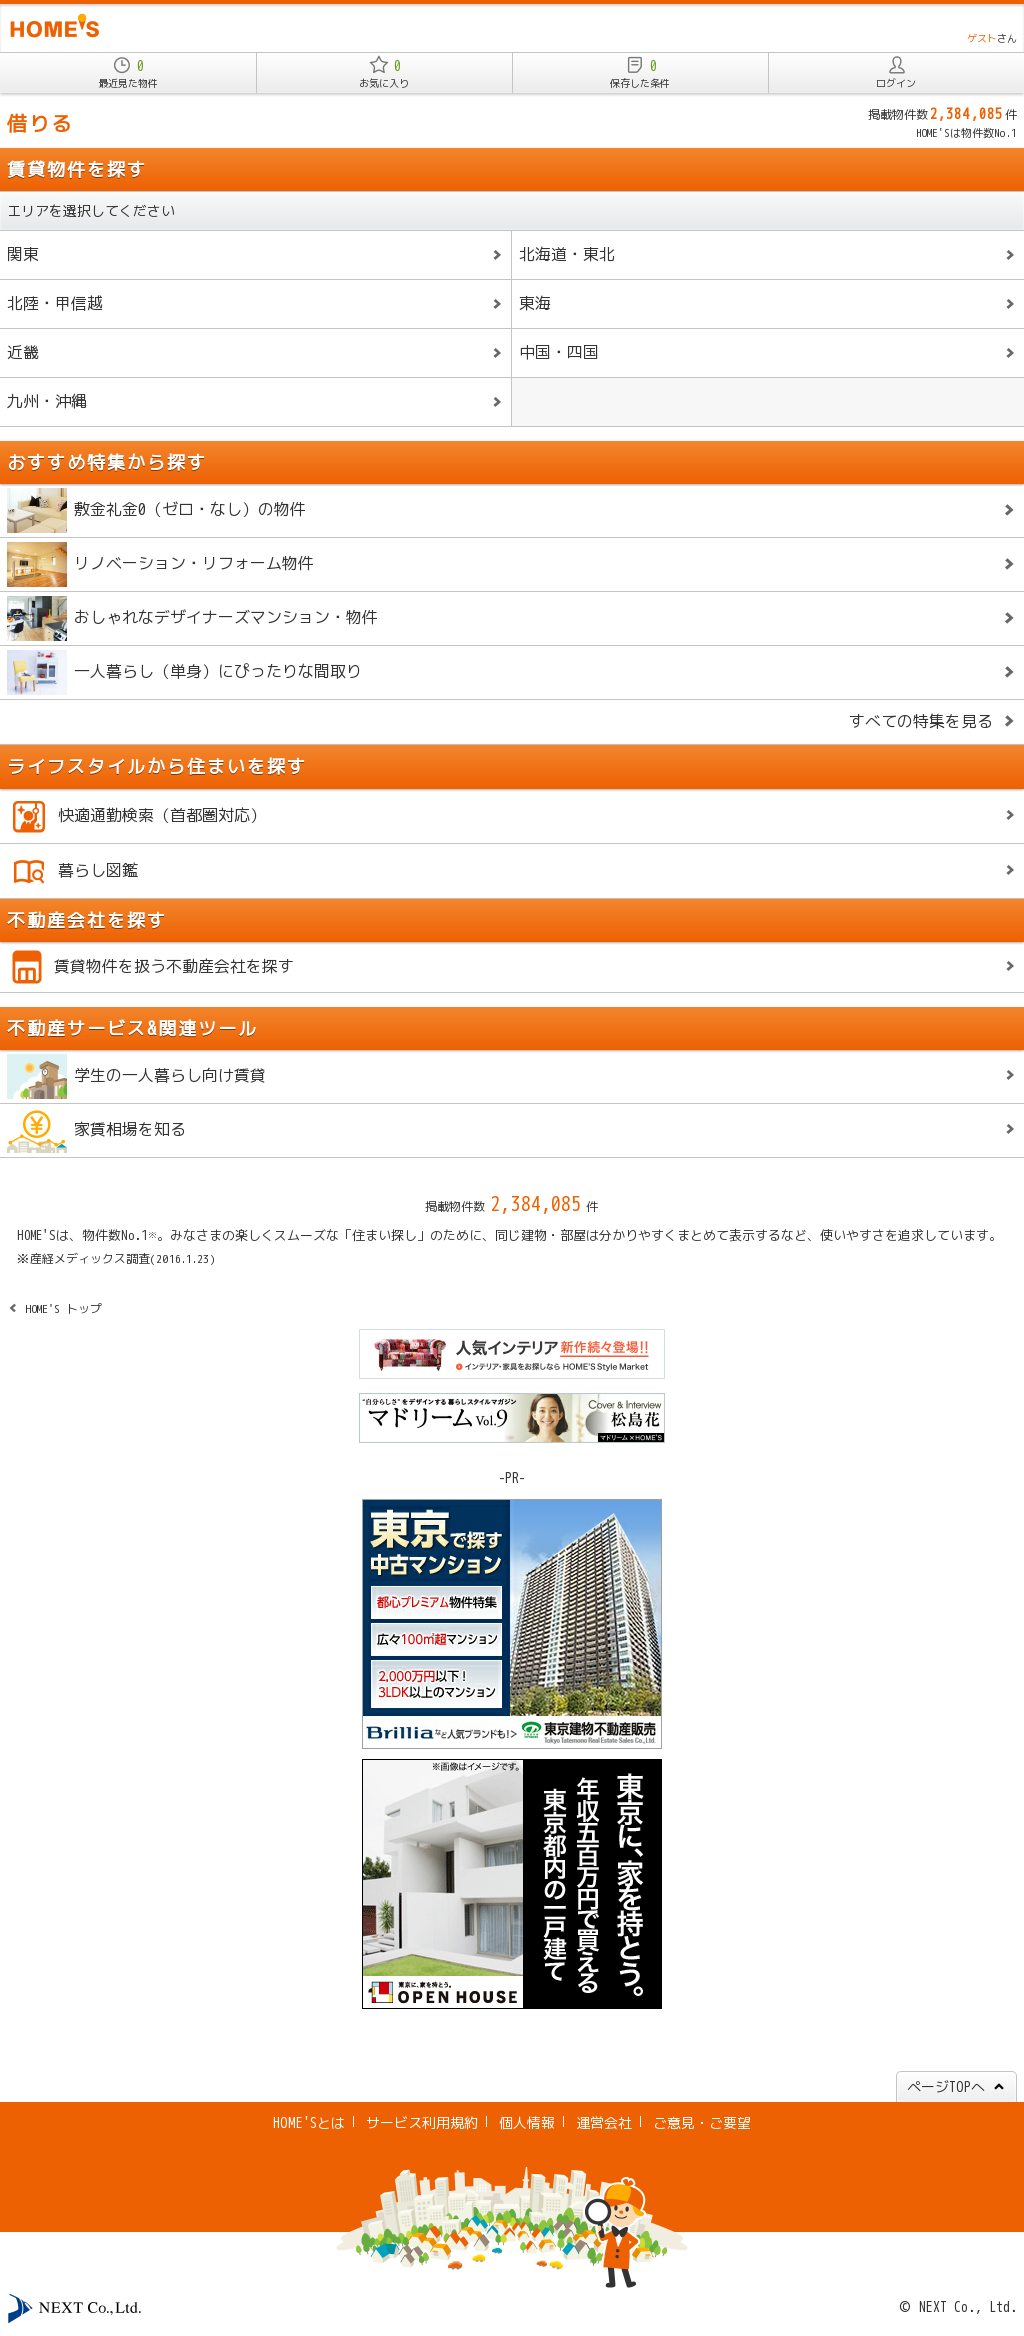 HOME'S
ゲストさん
0
最近見た物件
0
お気に入り
0
保存した条件
ログイン
借りる
掲載物件数2,384,085件
HOME'Sは物件数No.1
賃貸物件を探す
エリアを選択してください
関東
北海道・東北
北陸・甲信越
東海
近畿
中国・四国
九州・沖縄
おすすめ特集から探す
敷金礼金0（ゼロ・なし）の物件
リノベーション・リフォーム物件
おしゃれなデザイナーズマンション・物件
一人暮らし（単身）にぴったりな間取り
すべての特集を見る
ライフスタイルから住まいを探す
快適通勤検索（首都圏対応）
暮らし図鑑
不動産会社を探す
賃貸物件を扱う不動産会社を探す
不動産サービス&関連ツール
学生の一人暮らし向け賃貸
家賃相場を知る
掲載物件数 2,384,085 件
HOME'Sは、物件数No.1※。みなさまの楽しくスムーズな「住まい探し」のために、同じ建物・部屋は分かりやすくまとめて表示するなど、使いやすさを追求しています。
※産経メディックス調査(2016.1.23)
HOME'S トップ
人気インテリア新作続々登場!!
インテリア・家具をお探しなら HOME'S Style Market
"自分らしさ"をデザインする暮らしスタイルマガジン
マドリーム Vol.9
Cover & Interview
松島花
マドリーム×HOME'S
-PR-
東京で探す
中古マンション
都心プレミアム物件特集
広々100㎡超マンション
2,000万円以下！
3LDK以上のマンション
Brilliaなど人気ブランドも！>
東京建物不動産販売
Tokyo Tatemono Real Estate Sales Co.,Ltd.
※画像はイメージです。
東京に、家を持とう。
年収五百万円で買える
東京都内の一戸建て
東京に、家を持とう。
OPEN HOUSE
ページTOPへ
HOME'Sとは | サービス利用規約 | 個人情報 | 運営会社 | ご意見・ご要望
NEXT Co.,Ltd.
© NEXT Co., Ltd.